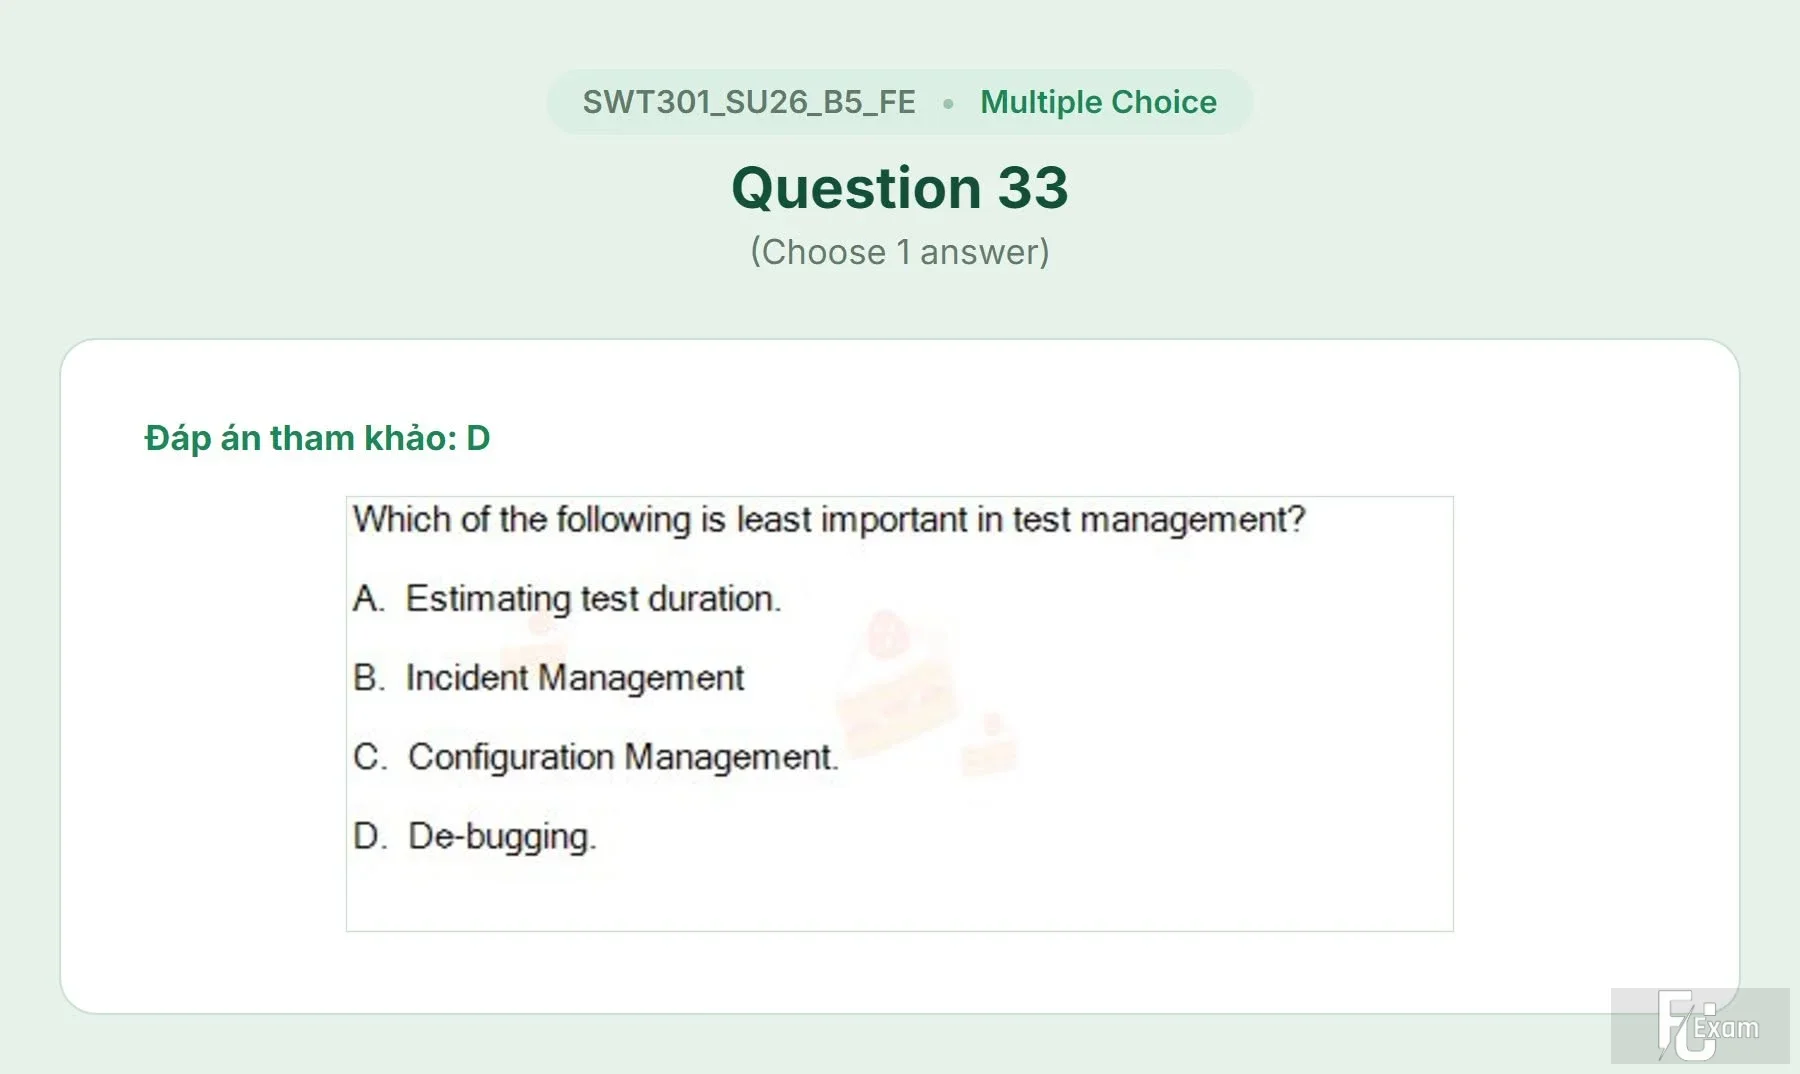 SWT301_SU26_B5_FE • Multiple Choice
Question 33
(Choose 1 answer)
Đáp án tham khảo: D
Which of the following is least important in test management?
A. Estimating test duration.
B. Incident Management
C. Configuration Management.
D. De-bugging.
FU Exam